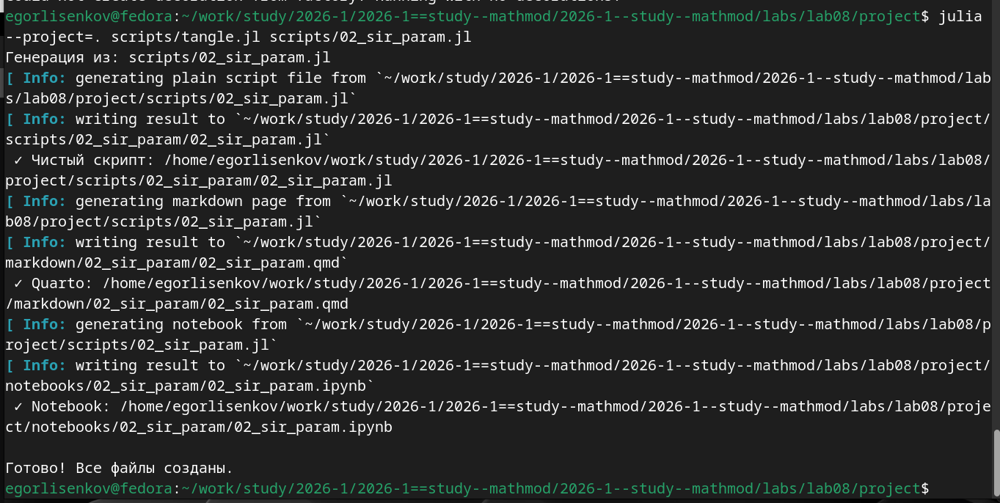 egorlisenkov@fedora:~/work/study/2026-1/2026-1==study--mathmod/2026-1--study--mathmod/labs/lab08/project$ julia
--project=. scripts/tangle.jl scripts/02_sir_param.jl
Генерация из: scripts/02_sir_param.jl
[ Info: generating plain script file from `~/work/study/2026-1/2026-1==study--mathmod/2026-1--study--mathmod/lab
s/lab08/project/scripts/02_sir_param.jl`
[ Info: writing result to `~/work/study/2026-1/2026-1==study--mathmod/2026-1--study--mathmod/labs/lab08/project/
scripts/02_sir_param/02_sir_param.jl`
✓ Чистый скрипт: /home/egorlisenkov/work/study/2026-1/2026-1==study--mathmod/2026-1--study--mathmod/labs/lab08/
project/scripts/02_sir_param/02_sir_param.jl
[ Info: generating markdown page from `~/work/study/2026-1/2026-1==study--mathmod/2026-1--study--mathmod/labs/la
b08/project/scripts/02_sir_param.jl`
[ Info: writing result to `~/work/study/2026-1/2026-1==study--mathmod/2026-1--study--mathmod/labs/lab08/project/
markdown/02_sir_param/02_sir_param.qmd`
✓ Quarto: /home/egorlisenkov/work/study/2026-1/2026-1==study--mathmod/2026-1--study--mathmod/labs/lab08/project
/markdown/02_sir_param/02_sir_param.qmd
[ Info: generating notebook from `~/work/study/2026-1/2026-1==study--mathmod/2026-1--study--mathmod/labs/lab08/p
roject/scripts/02_sir_param.jl`
[ Info: writing result to `~/work/study/2026-1/2026-1==study--mathmod/2026-1--study--mathmod/labs/lab08/project/
notebooks/02_sir_param/02_sir_param.ipynb`
✓ Notebook: /home/egorlisenkov/work/study/2026-1/2026-1==study--mathmod/2026-1--study--mathmod/labs/lab08/proje
ct/notebooks/02_sir_param/02_sir_param.ipynb
Готово! Все файлы созданы.
egorlisenkov@fedora:~/work/study/2026-1/2026-1==study--mathmod/2026-1--study--mathmod/labs/lab08/project$